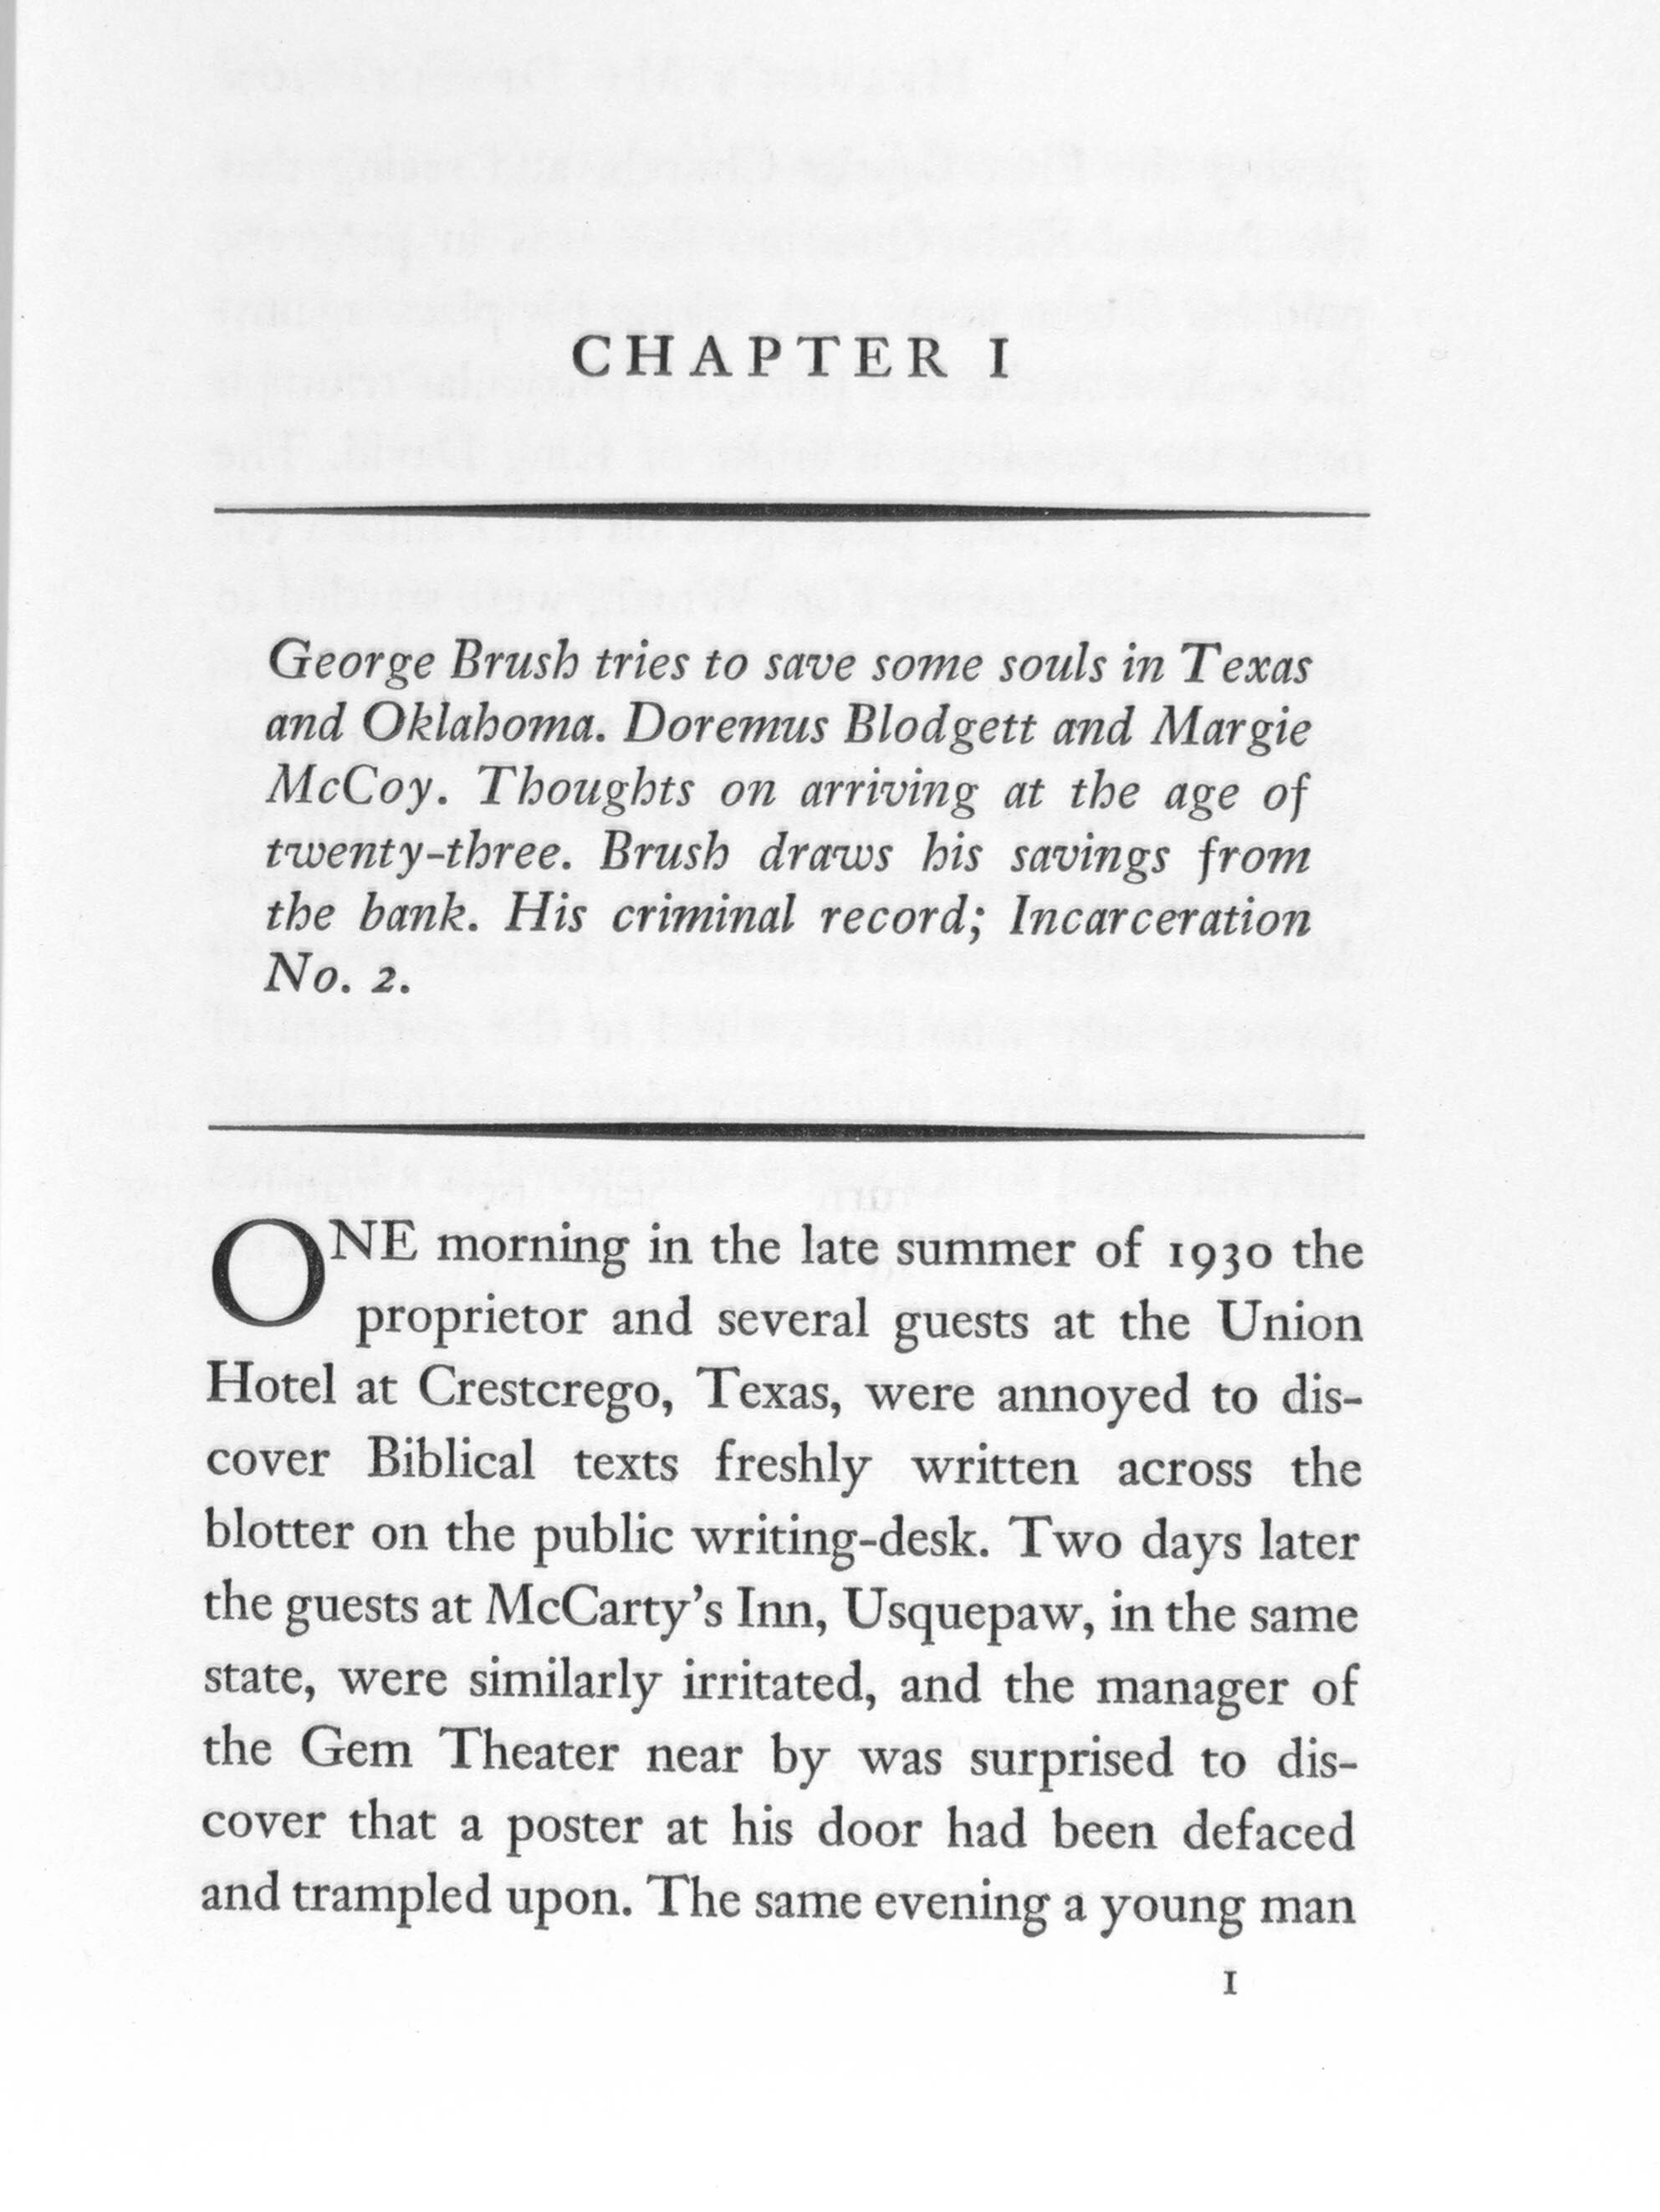 CHAPTER I
George Brush tries to save some souls in Texas
and Oklahoma. Doremus Blodgett and Margie
McCoy. Thoughts on arriving at the age of
twenty-three. Brush draws his savings from
the bank. His criminal record; Incarceration
No. 2.
ONE morning in the late summer of 1930 the
proprietor and several guests at the Union
Hotel at Crestcrego, Texas, were annoyed to dis-
cover Biblical texts freshly written across the
blotter on the public writing-desk. Two days later
the guests at McCarty’s Inn, Usquepaw, in the same
state, were similarly irritated, and the manager of
the Gem Theater near by was surprised to dis-
cover that a poster at his door had been defaced
and trampled upon. The same evening a young man
1